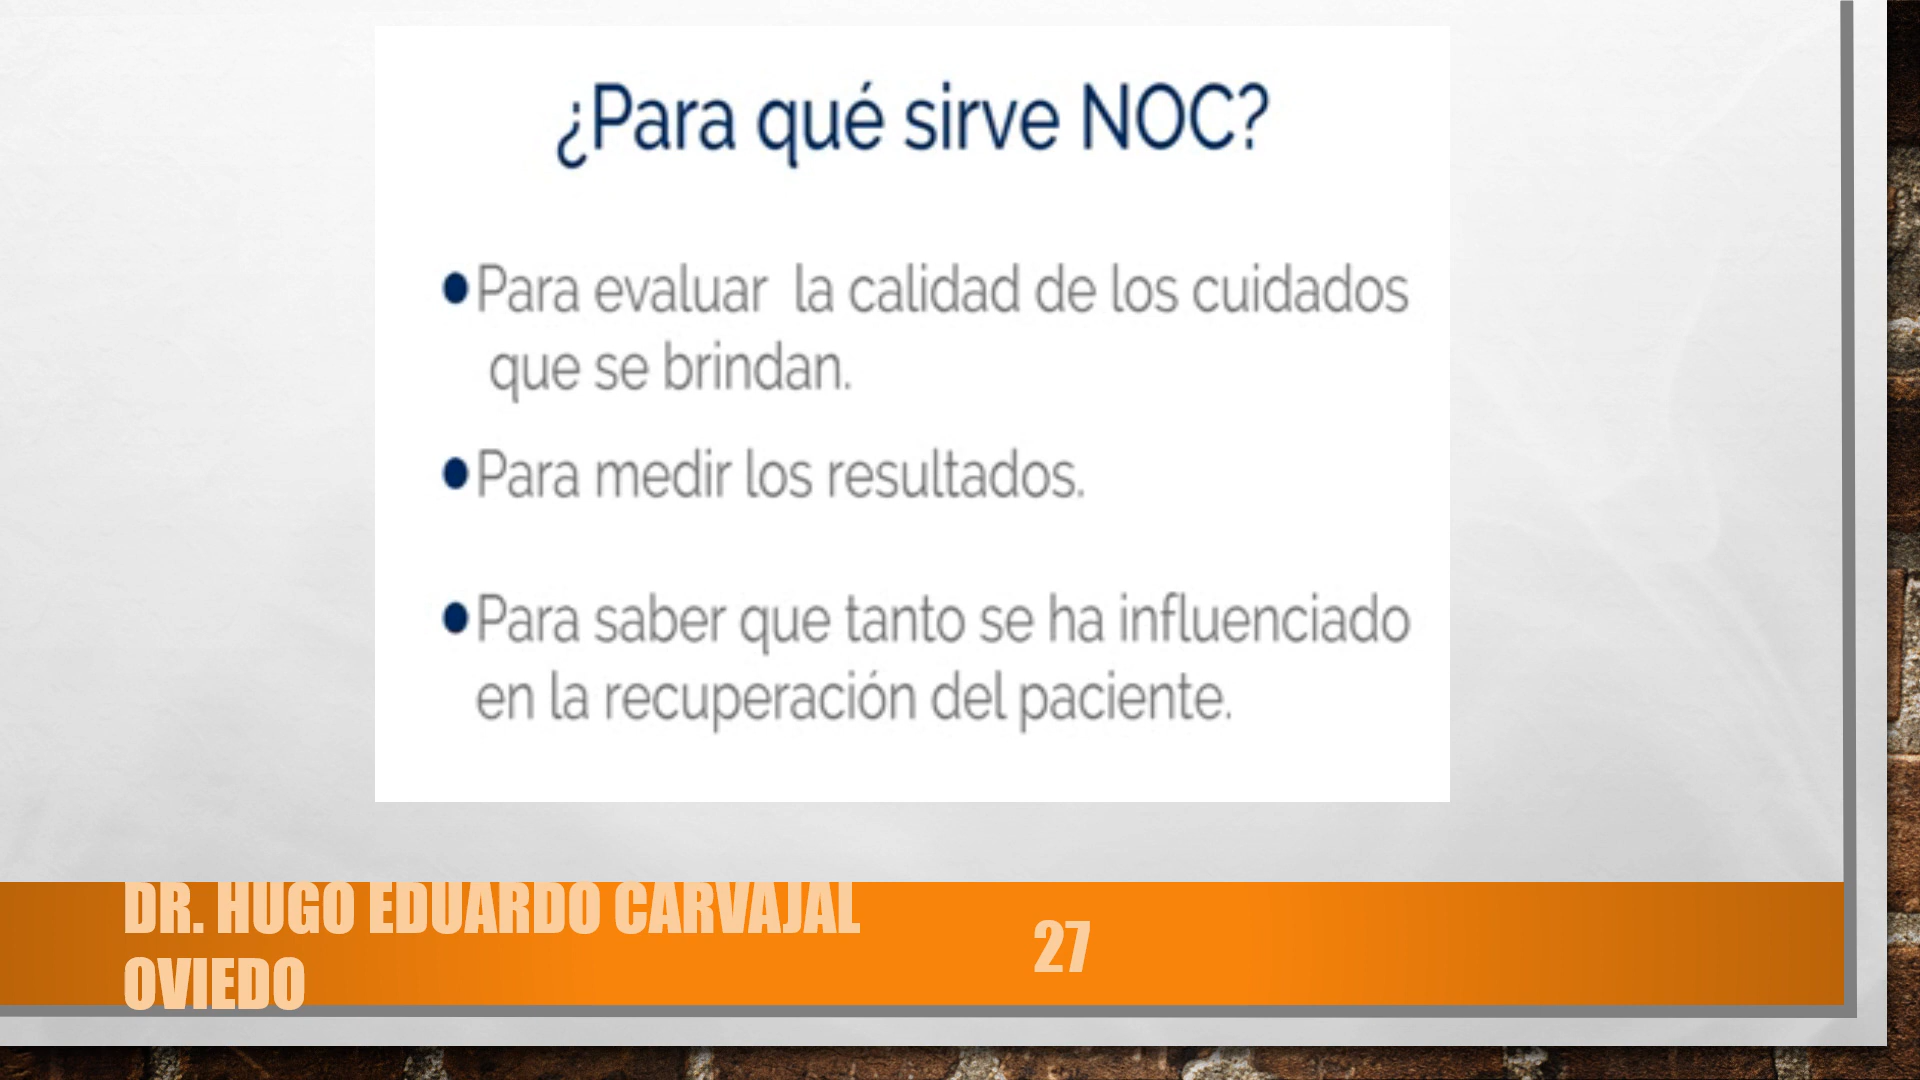 ¿Para qué sirve NOC?
●Para evaluar la calidad de los cuidados
que se brindan.
●Para medir los resultados.
●Para saber que tanto se ha influenciado
en la recuperación del paciente.
DR. HUGO EDUARDO CARVAJAL
OVIEDO
27